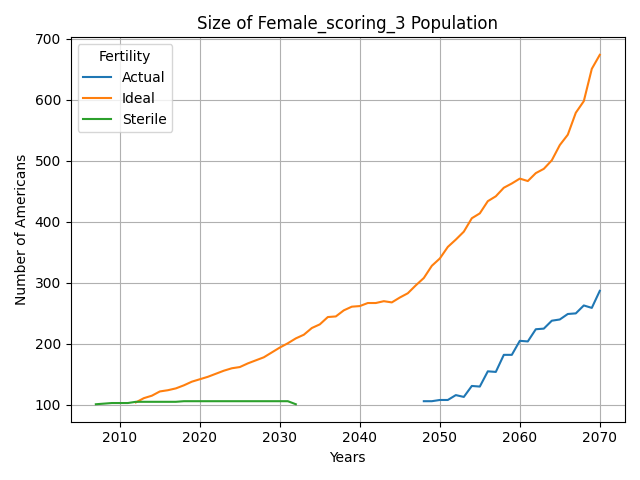 Size of Female_scoring_3 Population
Fertility
Actual
Ideal
Sterile
Number of Americans
700
600
500
400
300
200
100
2010 2020 2030 2040 2050 2060 2070
Years